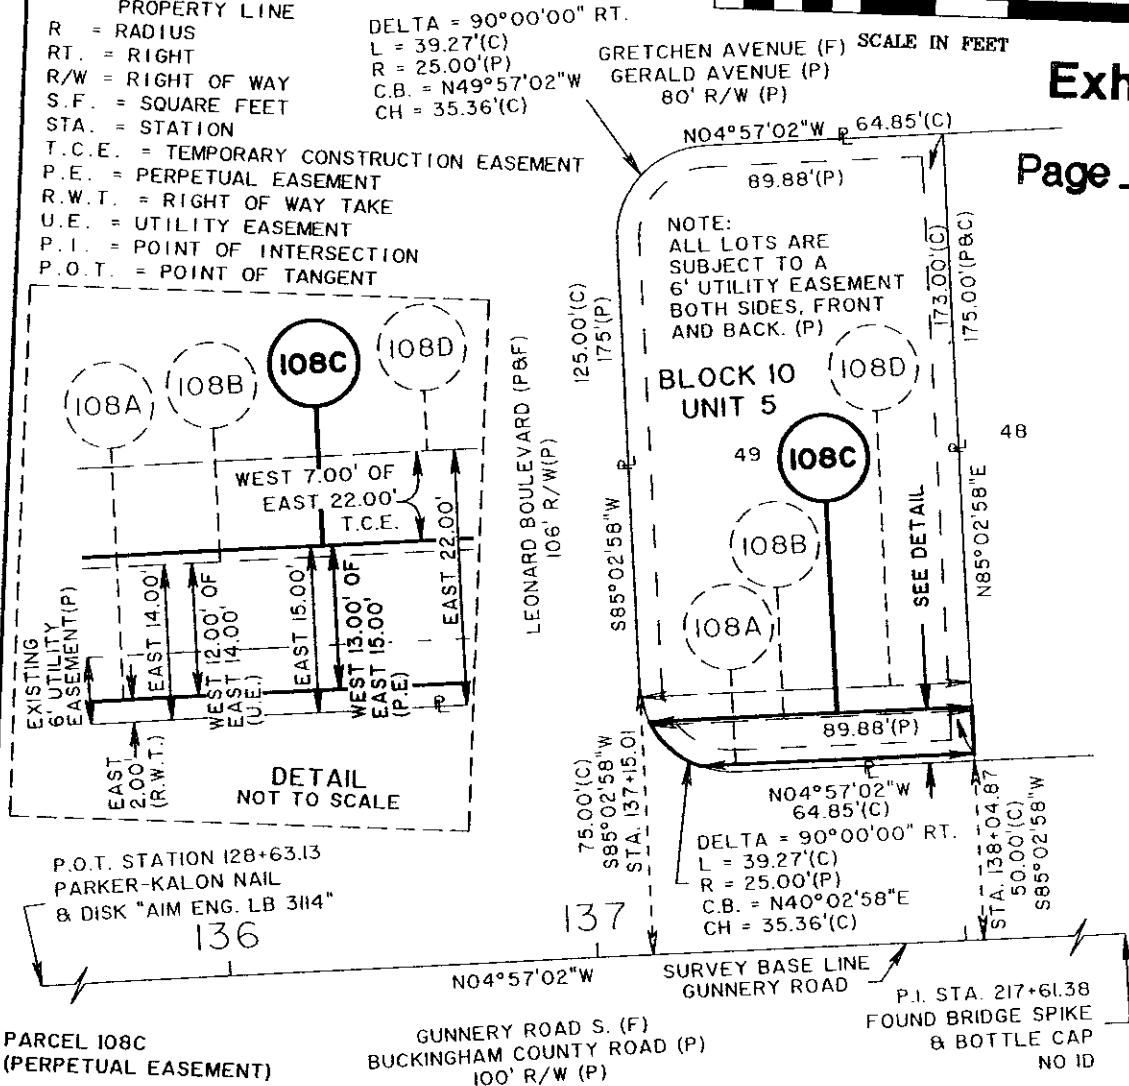 PROPERTY LINE
R = RADIUS
RT. = RIGHT
R/W = RIGHT OF WAY
S.F. = SQUARE FEET
STA. = STATION
T.C.E. = TEMPORARY CONSTRUCTION EASEMENT
P.E. = PERPETUAL EASEMENT
R.W.T. = RIGHT OF WAY TAKE
U.E. = UTILITY EASEMENT
P.I. = POINT OF INTERSECTION
P.O.T. = POINT OF TANGENT
DELTA = 90°00'00" RT.
L = 39.27'(C)
R = 25.00'(P)
C.B. = N49°57'02"W
CH = 35.36'(C)
GRETCHEN AVENUE (F)
GERALD AVENUE (P)
80' R/W (P)
SCALE IN FEET
Exh
Page
N04°57'02"W
64.85'(C)
89.88'(P)
NOTE:
ALL LOTS ARE
SUBJECT TO A
6' UTILITY EASEMENT
BOTH SIDES, FRONT
AND BACK. (P)
173.00'(C)
175.00'(P&C)
125.00'(C)
175'(P)
LEONARD BOULEVARD (P&F)
106' R/W(P)
S85°02'58"W
BLOCK 10
UNIT 5
108D
49
108C
48
108B
108A
SEE DETAIL
N85°02'58"E
89.88'(P)
N04°57'02"W
64.85'(C)
DELTA = 90°00'00" RT.
L = 39.27'(C)
R = 25.00'(P)
C.B. = N40°02'58"E
CH = 35.36'(C)
75.00'(C)
S85°02'58"W
STA. 137+15.01
STA. 138+04.87
50.00'(C)
S85°02'58"W
108A
108B
108C
108D
WEST 7.00' OF
EAST 22.00'
T.C.E.
EXISTING
6' UTILITY
EASEMENT(P)
EAST 14.00'
WEST 12.00' OF
EAST 14.00'
(U.E.)
EAST 15.00'
WEST 13.00' OF
EAST 15.00'
(P.E)
EAST 22.00'
EAST
2.00'
(R.W.T.)
DETAIL
NOT TO SCALE
P.O.T. STATION 128+63.13
PARKER-KALON NAIL
& DISK "AIM ENG. LB 3114"
136
137
N04°57'02"W
SURVEY BASE LINE
GUNNERY ROAD
P.I. STA. 217+61.38
FOUND BRIDGE SPIKE
& BOTTLE CAP
NO ID
PARCEL 108C
(PERPETUAL EASEMENT)
GUNNERY ROAD S. (F)
BUCKINGHAM COUNTY ROAD (P)
100' R/W (P)